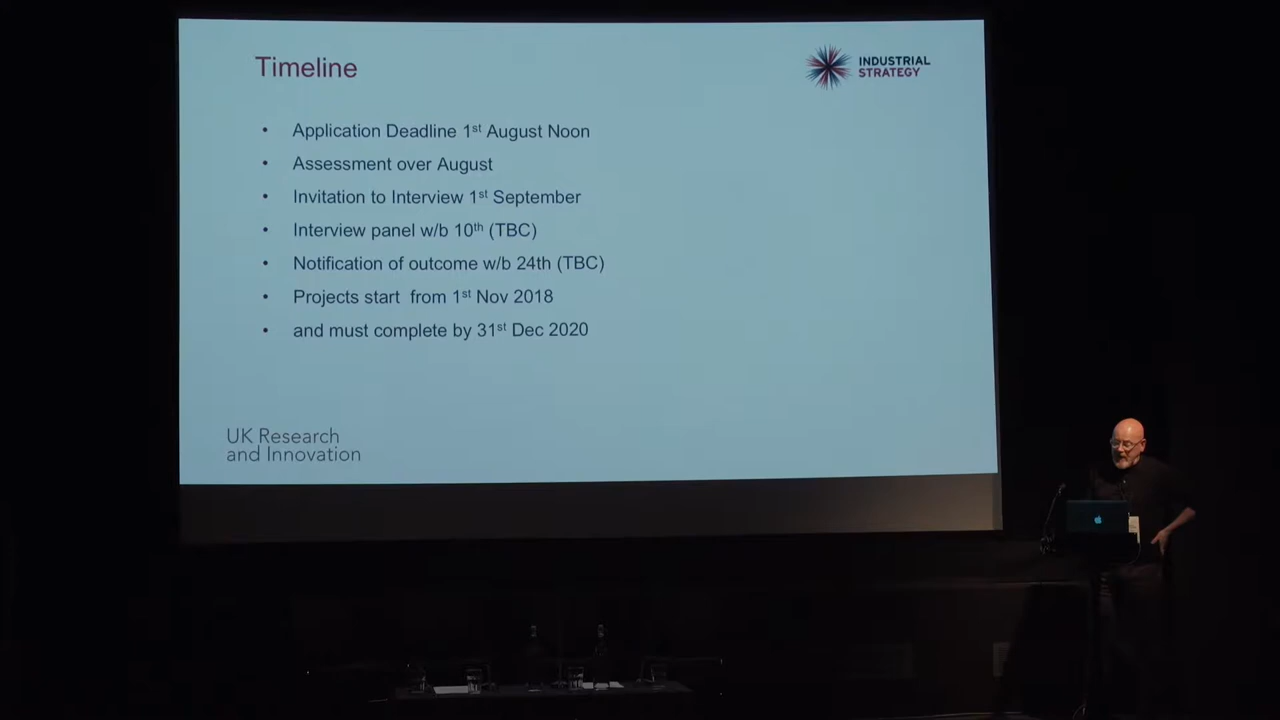 Timeline
INDUSTRIAL
STRATEGY
• Application Deadline 1st August Noon
• Assessment over August
• Invitation to Interview 1st September
• Interview panel w/b 10th (TBC)
• Notification of outcome w/b 24th (TBC)
• Projects start from 1st Nov 2018
• and must complete by 31st Dec 2020
UK Research
and Innovation